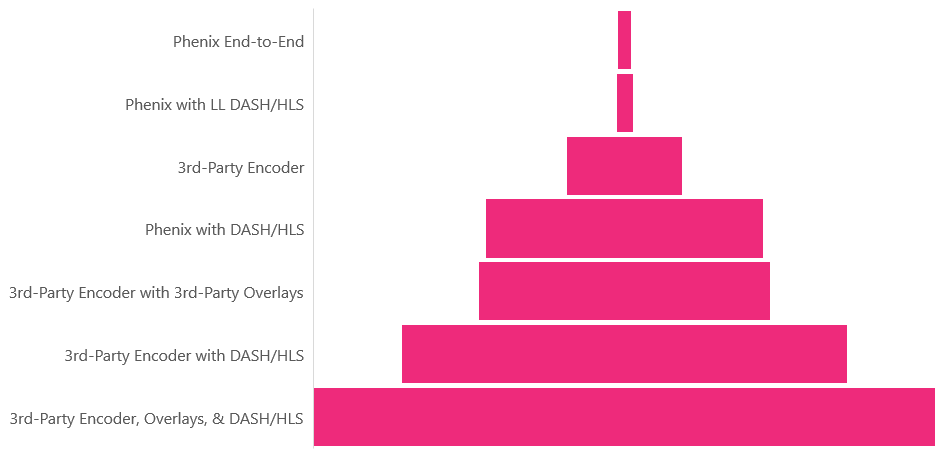 Phenix End-to-End
Phenix with LL DASH/HLS
3rd-Party Encoder
Phenix with DASH/HLS
3rd-Party Encoder with 3rd-Party Overlays
3rd-Party Encoder with DASH/HLS
3rd-Party Encoder, Overlays, & DASH/HLS